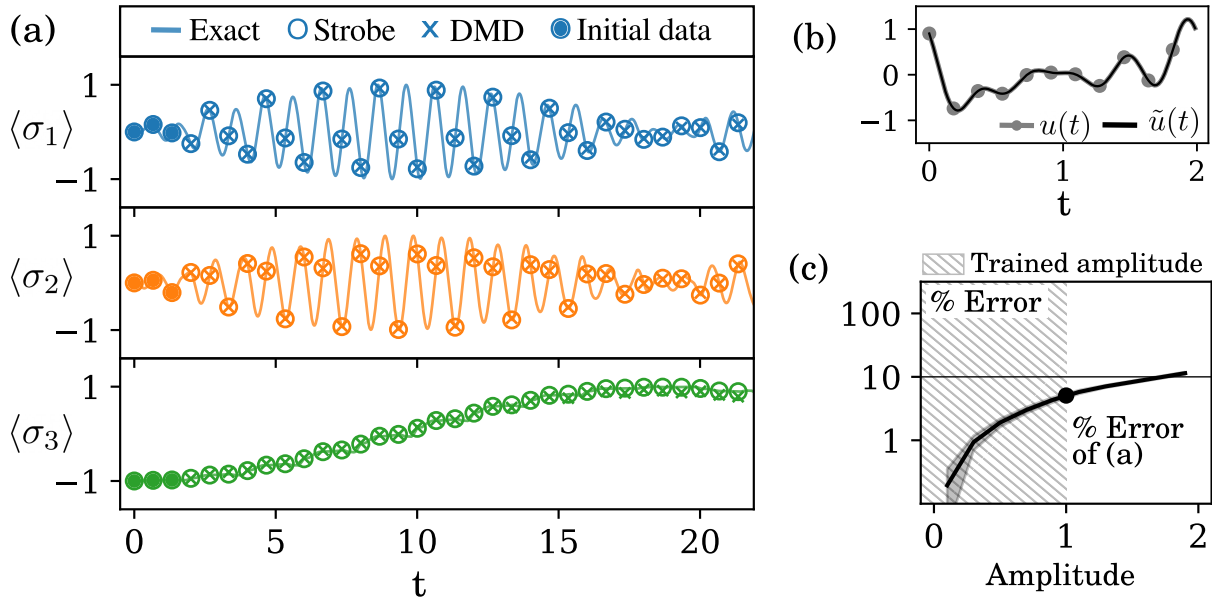 (a)
Exact Strobe DMD Initial data
⟨σ₁⟩
1
−1
⟨σ₂⟩
1
−1
⟨σ₃⟩
1
−1
0 5 10 15 20
t
(b)
1
0
−1
u(t) ũ(t)
0 1 2
t
(c)
Trained amplitude
% Error
100
10
1
% Error
of (a)
0 1 2
Amplitude